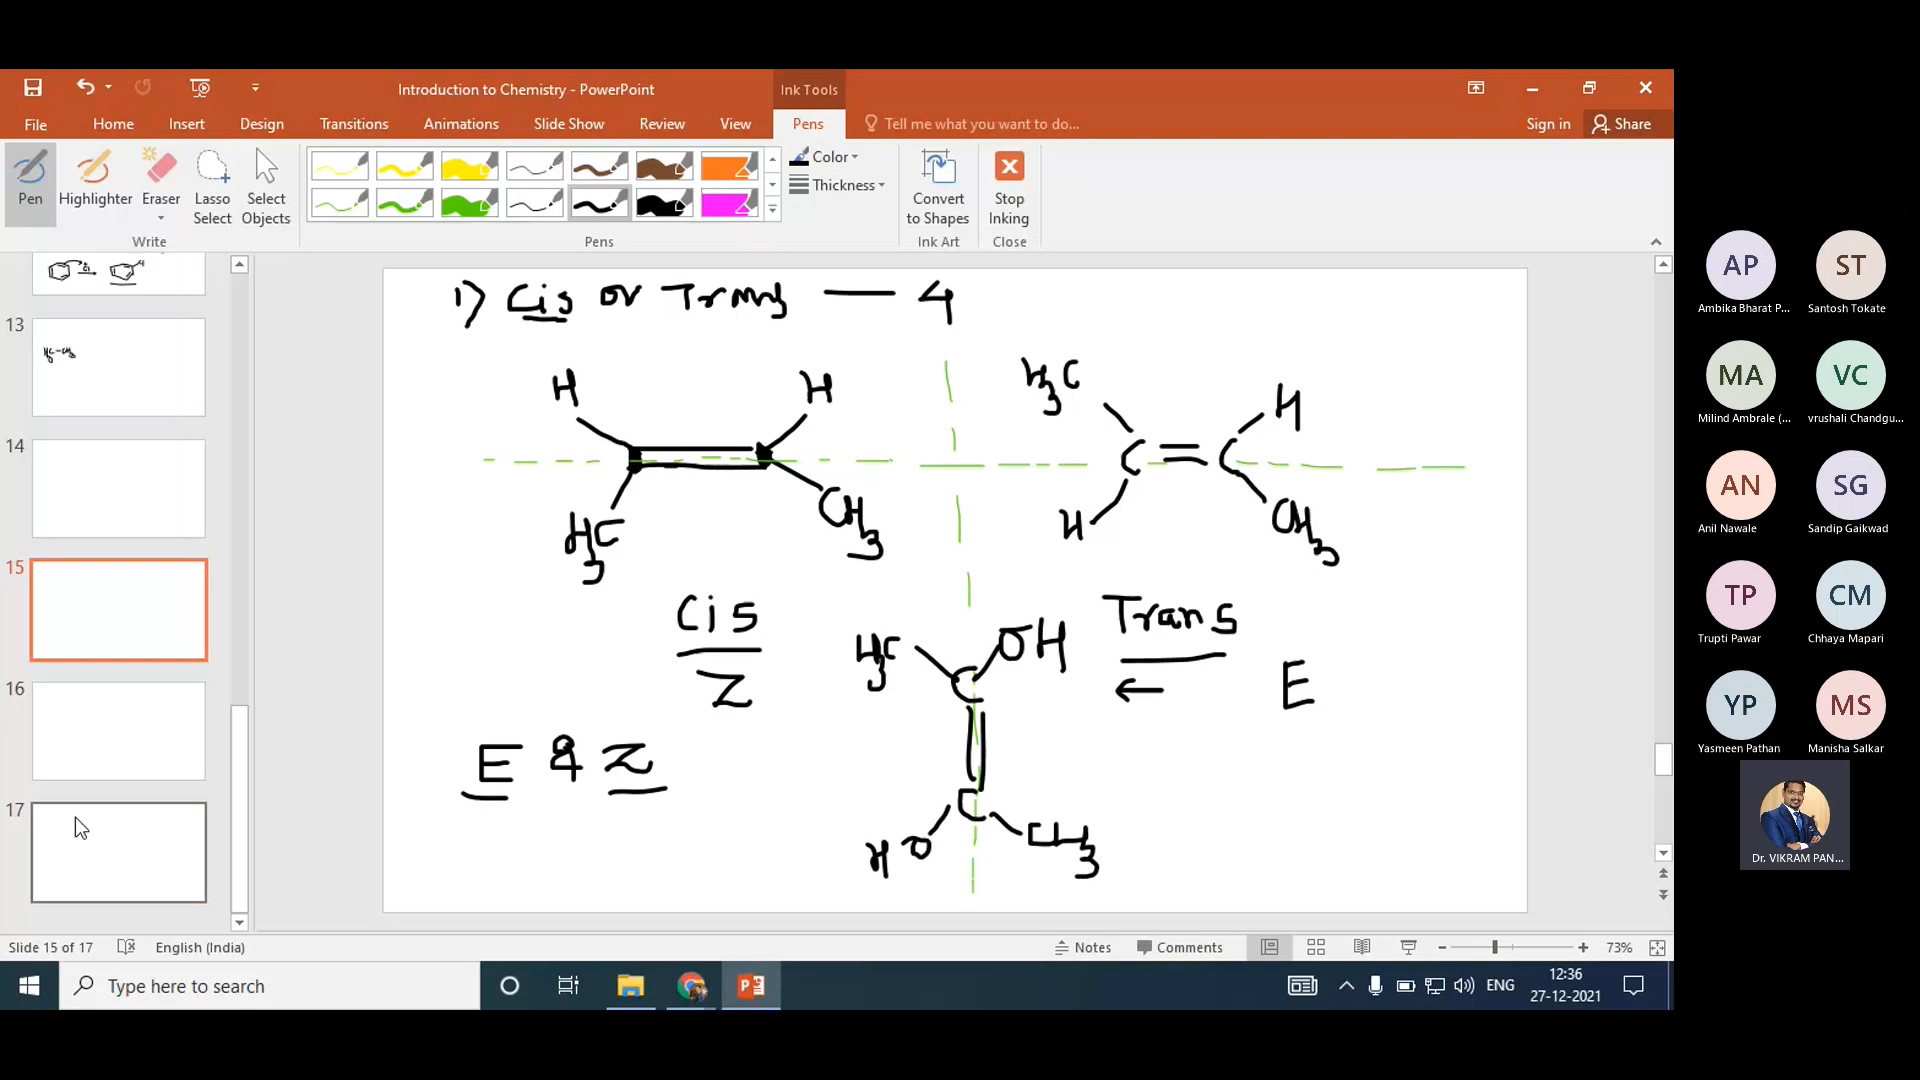 Introduction to Chemistry - PowerPoint
Ink Tools
File Home Insert Design Transitions Animations Slide Show Review View Pens Tell me what you want to do... Sign in Share
Pen Highlighter Eraser Lasso Select Select Objects
Color
Thickness
Convert to Shapes
Stop Inking
Write Pens Ink Art Close
13
14
15
16
17
1) Cis or Trans — 4
H H
H3C CH3
H3C H
C = C
H CH3
Cis
Z
Trans
←
E
H3C OH
C
C
HO CH3
E & Z
AP ST
Ambika Bharat P... Santosh Tokate
MA VC
Milind Ambrale (... vrushali Chandgu...
AN SG
Anil Nawale Sandip Gaikwad
TP CM
Trupti Pawar Chhaya Mapari
YP MS
Yasmeen Pathan Manisha Salkar
Dr. VIKRAM PAN...
Slide 15 of 17 English (India) Notes Comments 73%
Type here to search
ENG
12:36
27-12-2021